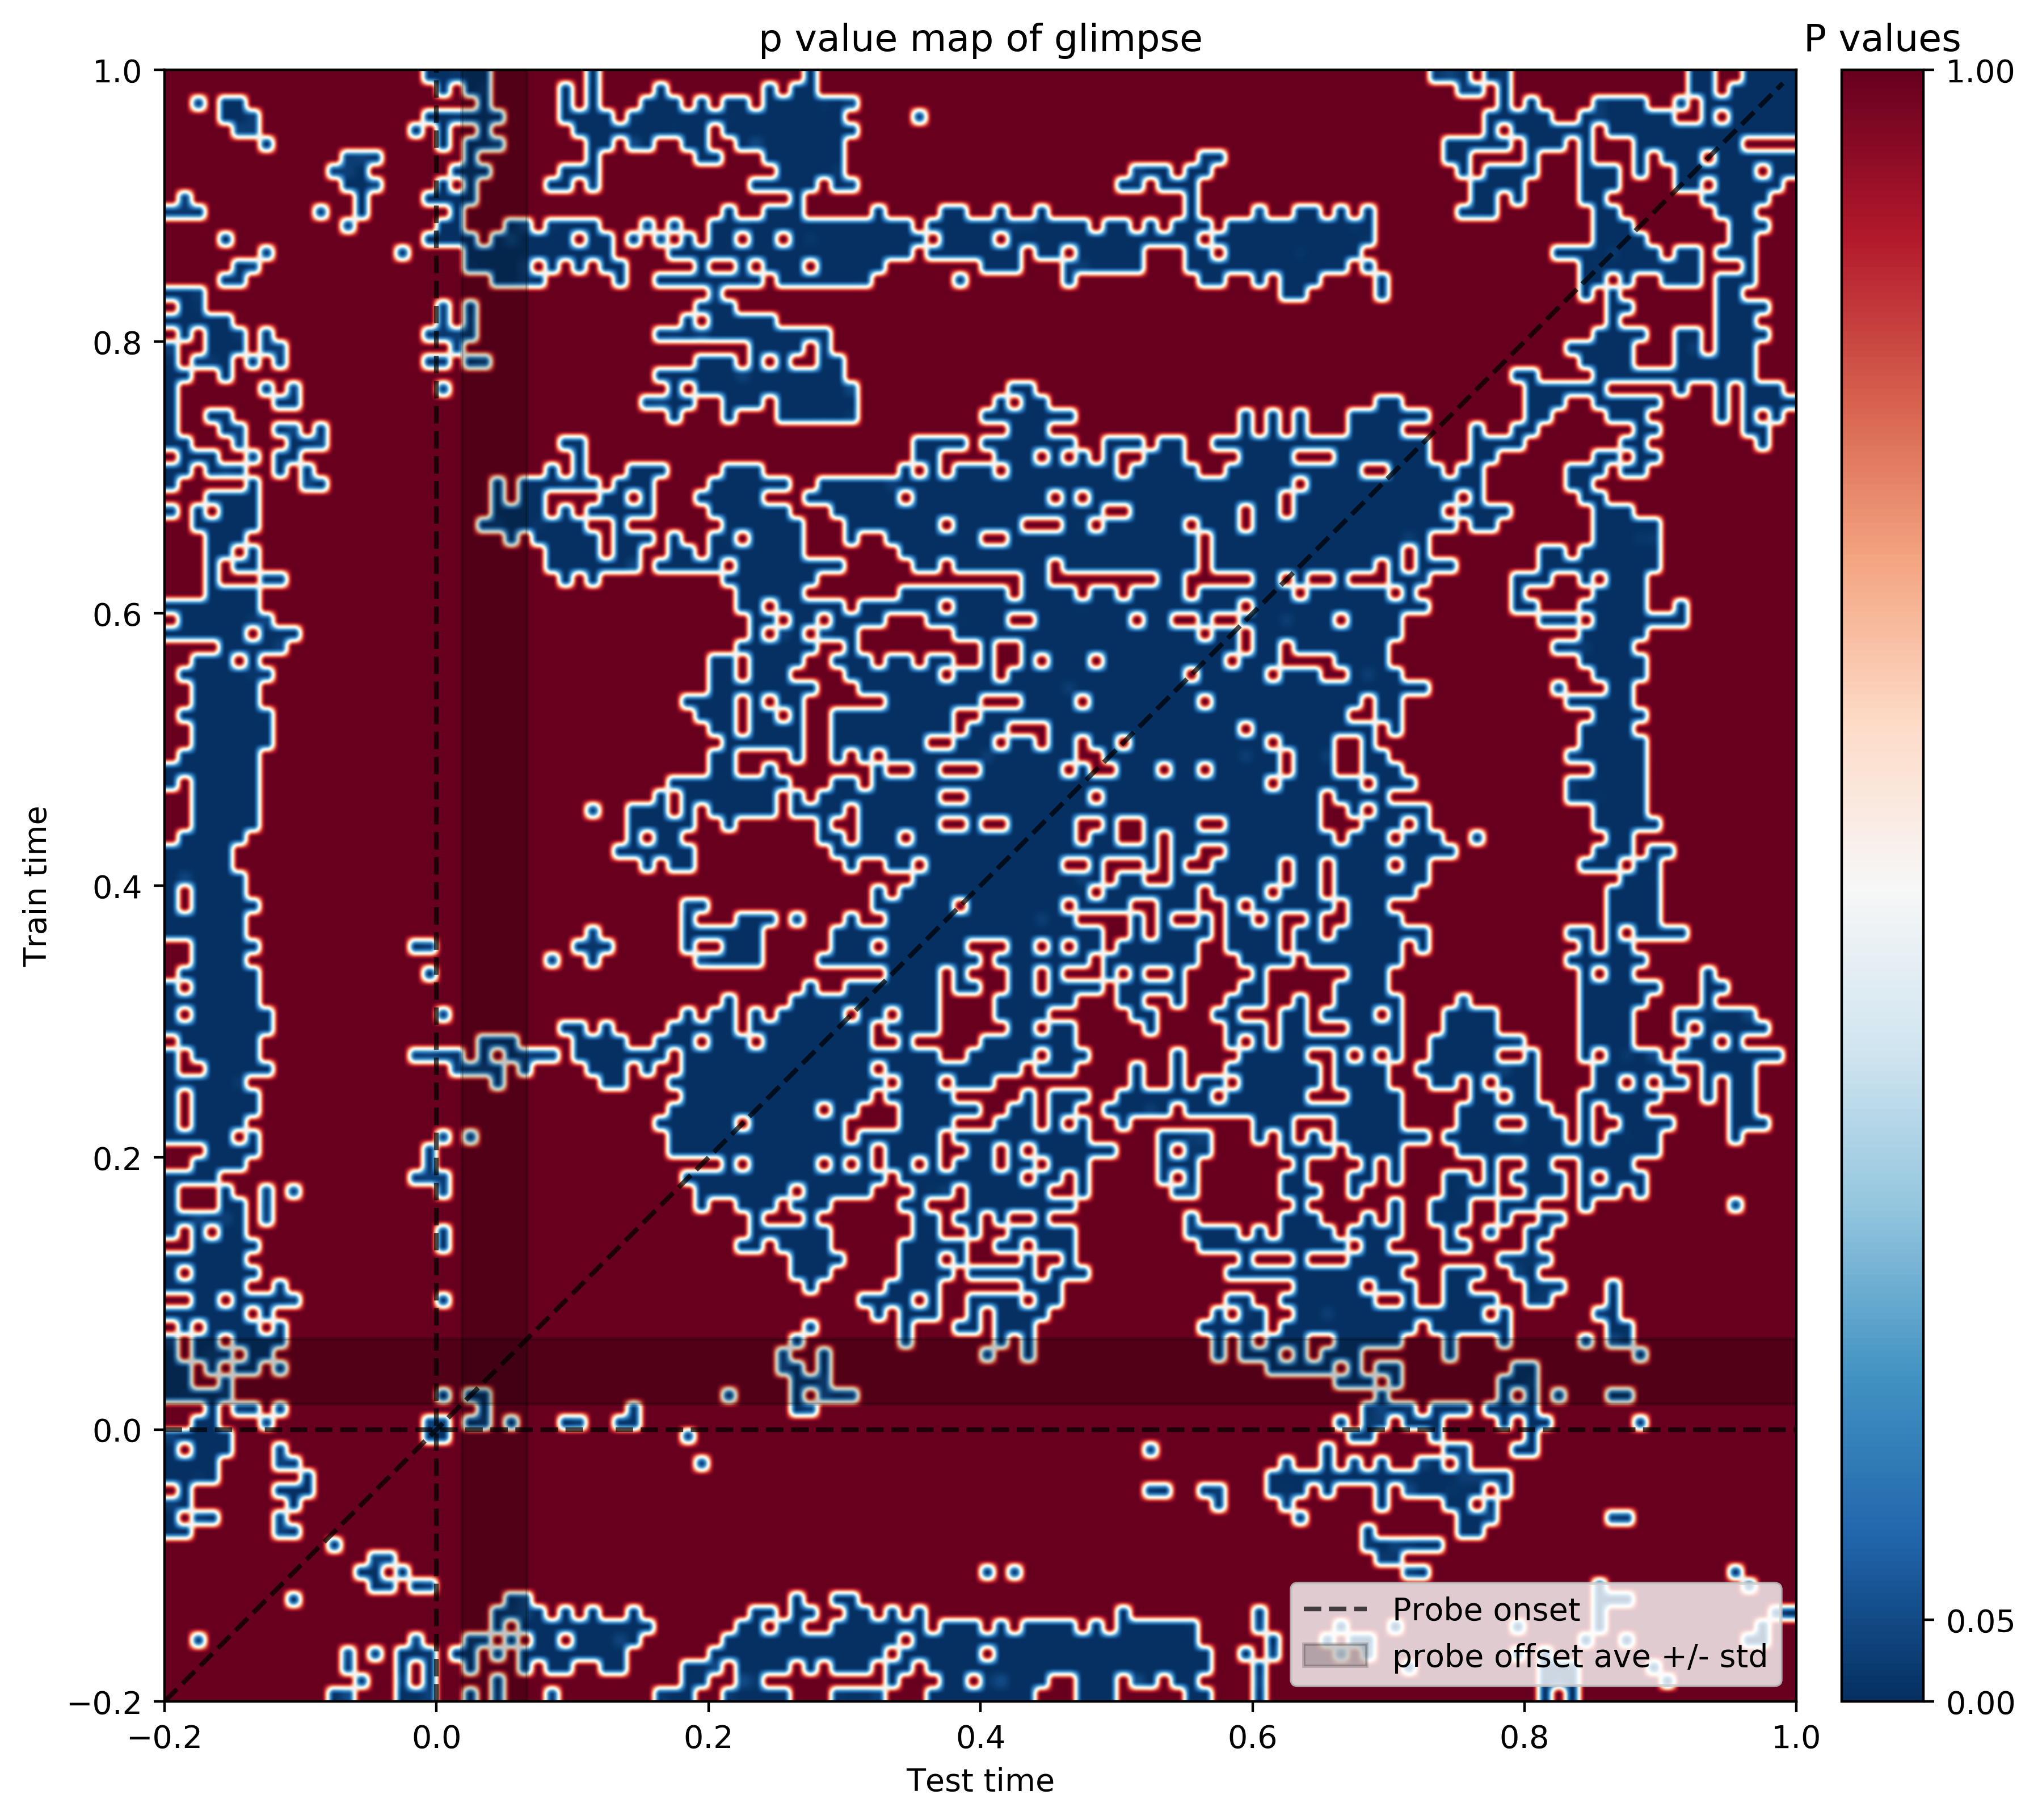 p value map of glimpse
P values
1.0
0.8
0.6
0.4
0.2
0.0
−0.2
Train time
−0.2
0.0
0.2
0.4
0.6
0.8
1.0
Test time
Probe onset
probe offset ave +/- std
1.00
0.05
0.00